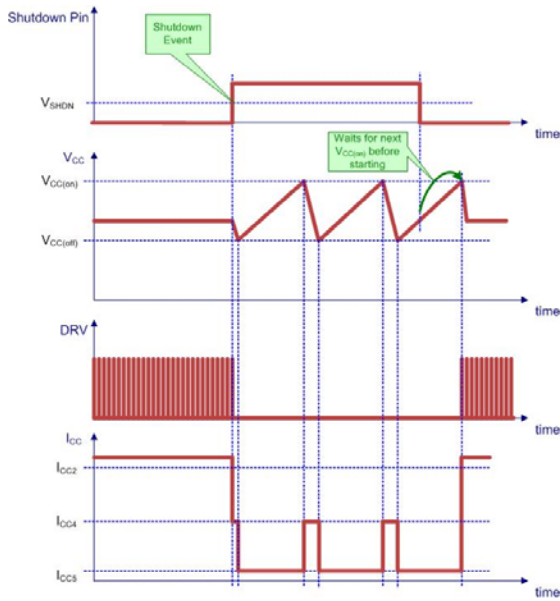 Shutdown Pin
Shutdown
Event
VSHDN
time
VCC
Waits for next
VCC(on) before
starting
VCC(on)
VCC(off)
time
DRV
time
ICC
ICC2
ICC4
ICC5
time